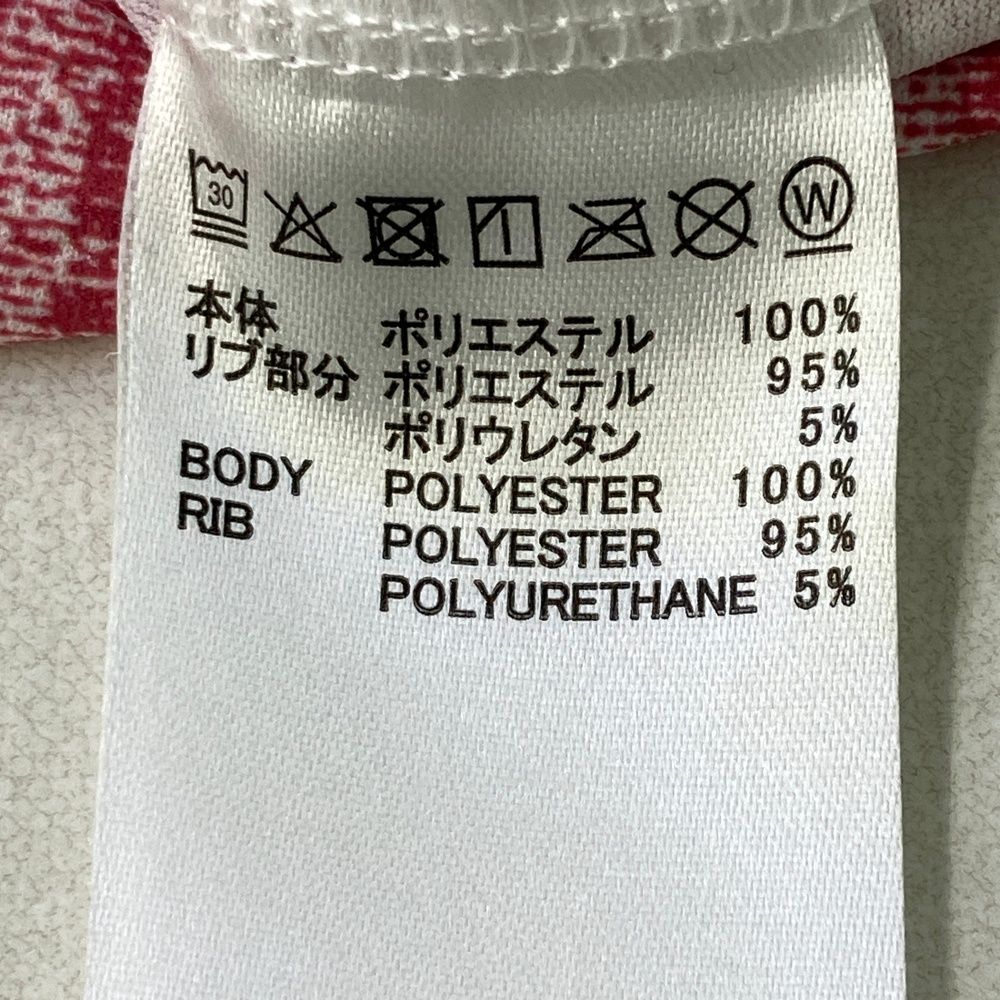 30
W
本体 ポリエステル 100%
リブ部分 ポリエステル 95%
ポリウレタン 5%
BODY POLYESTER 100%
RIB POLYESTER 95%
POLYURETHANE 5%